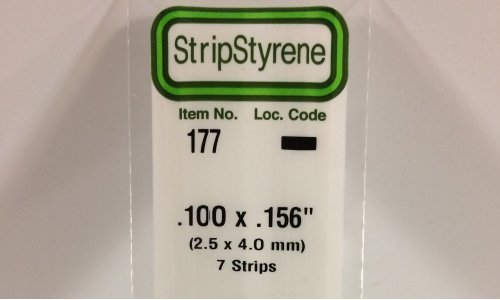 StripStyrene
Item No. Loc. Code
177
.100 x .156"
(2.5 x 4.0 mm)
7 Strips